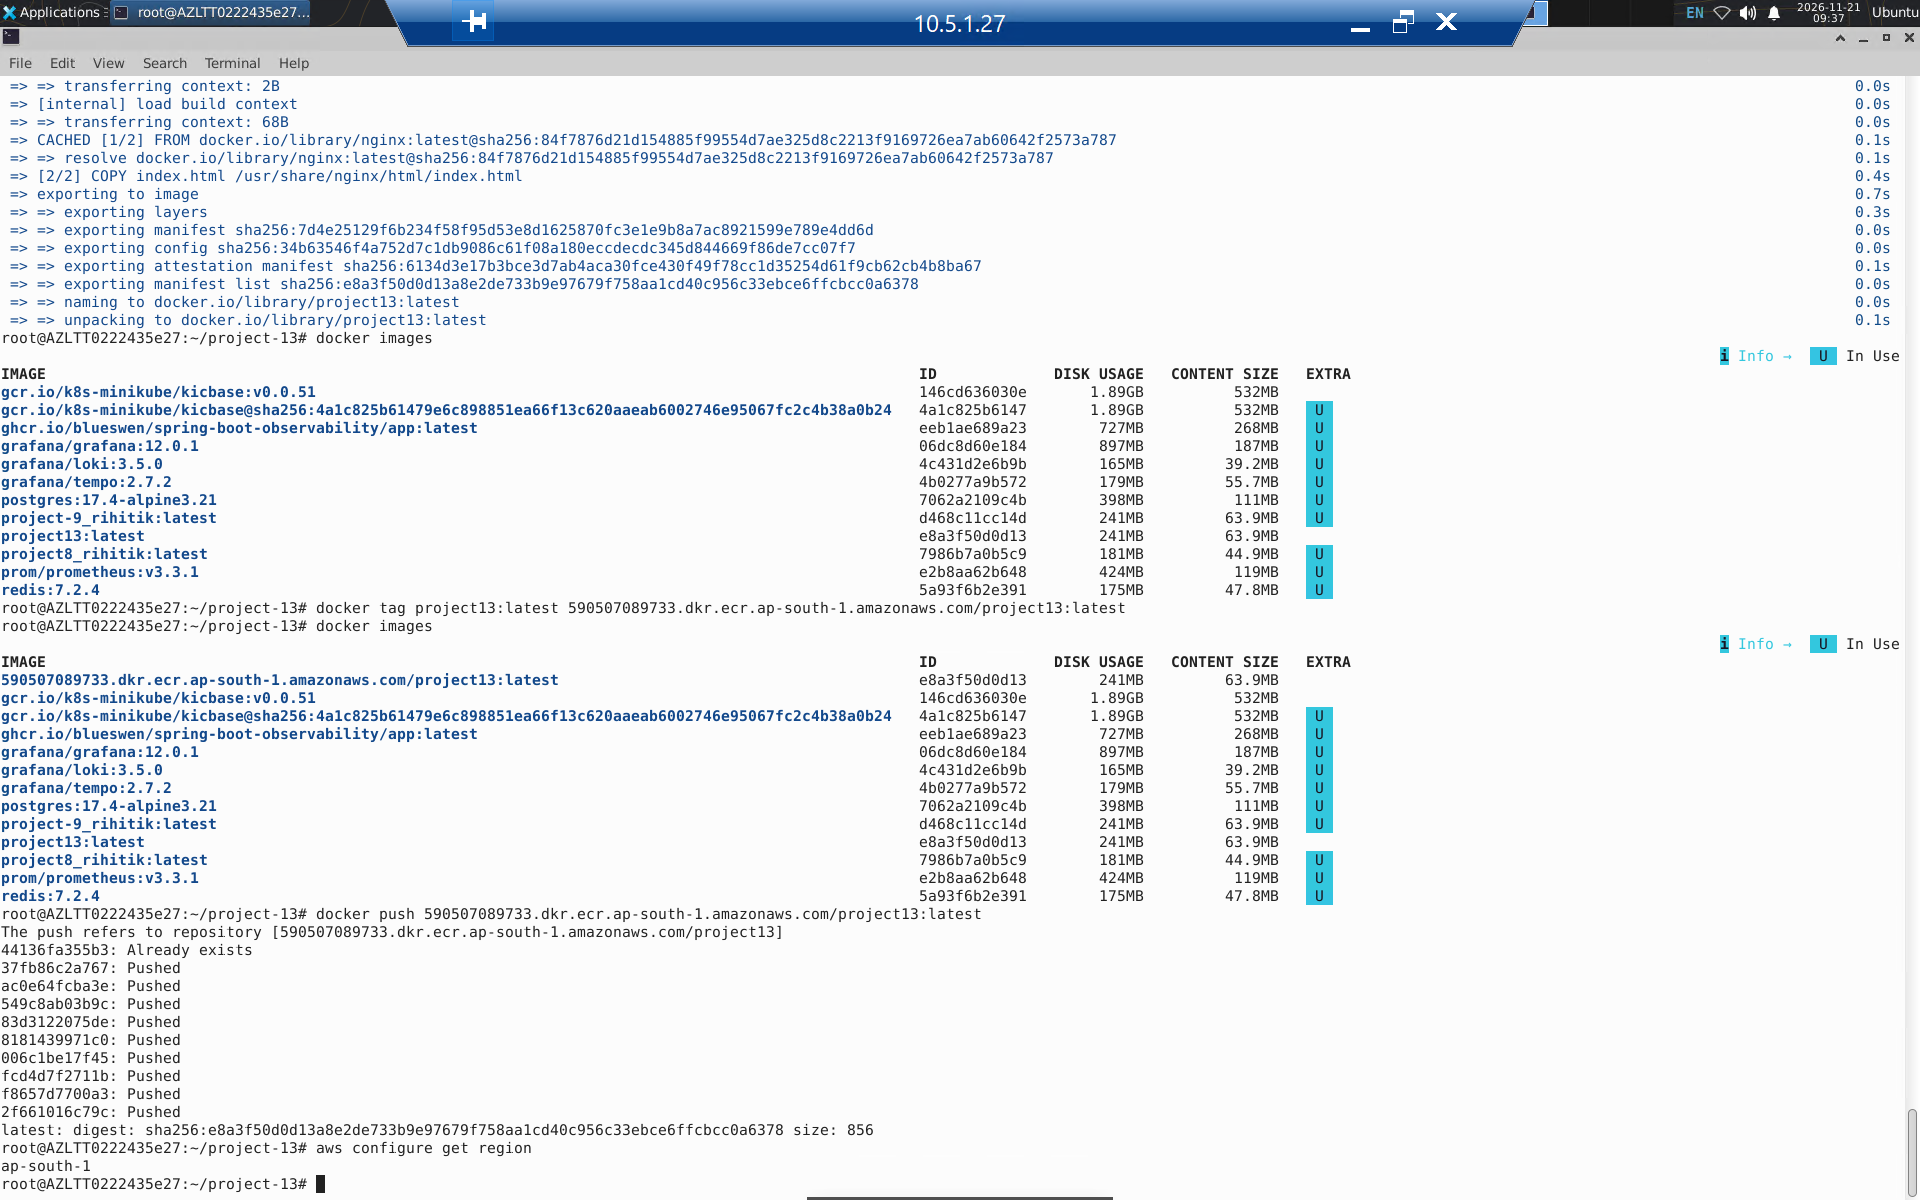 Applications
root@AZLTT0222435e27:...
10.5.1.27
EN
2026-11-21
09:37
Ubuntu
File Edit View Search Terminal Help
=> => transferring context: 2B 0.0s
=> [internal] load build context 0.0s
=> => transferring context: 68B 0.0s
=> CACHED [1/2] FROM docker.io/library/nginx:latest@sha256:84f7876d21d154885f99554d7ae325d8c2213f9169726ea7ab60642f2573a787 0.1s
=> => resolve docker.io/library/nginx:latest@sha256:84f7876d21d154885f99554d7ae325d8c2213f9169726ea7ab60642f2573a787 0.1s
=> [2/2] COPY index.html /usr/share/nginx/html/index.html 0.4s
=> exporting to image 0.7s
=> => exporting layers 0.3s
=> => exporting manifest sha256:7d4e25129f6b234f58f95d53e8d1625870fc3e1e9b8a7ac8921599e789e4dd6d 0.0s
=> => exporting config sha256:34b63546f4a752d7c1db9086c61f08a180eccdecdc345d844669f86de7cc07f7 0.0s
=> => exporting attestation manifest sha256:6134d3e17b3bce3d7ab4aca30fce430f49f78cc1d35254d61f9cb62cb4b8ba67 0.1s
=> => exporting manifest list sha256:e8a3f50d0d13a8e2de733b9e97679f758aa1cd40c956c33ebce6ffcbcc0a6378 0.0s
=> => naming to docker.io/library/project13:latest 0.0s
=> => unpacking to docker.io/library/project13:latest 0.1s
root@AZLTT0222435e27:~/project-13# docker images
i Info → U In Use
IMAGE ID DISK USAGE CONTENT SIZE EXTRA
gcr.io/k8s-minikube/kicbase:v0.0.51 146cd636030e 1.89GB 532MB
gcr.io/k8s-minikube/kicbase@sha256:4a1c825b61479e6c898851ea66f13c620aaeab6002746e95067fc2c4b38a0b24 4a1c825b6147 1.89GB 532MB U
ghcr.io/blueswen/spring-boot-observability/app:latest eeb1ae689a23 727MB 268MB U
grafana/grafana:12.0.1 06dc8d60e184 897MB 187MB U
grafana/loki:3.5.0 4c431d2e6b9b 165MB 39.2MB U
grafana/tempo:2.7.2 4b0277a9b572 179MB 55.7MB U
postgres:17.4-alpine3.21 7062a2109c4b 398MB 111MB U
project-9_rihitik:latest d468c11cc14d 241MB 63.9MB U
project13:latest e8a3f50d0d13 241MB 63.9MB
project8_rihitik:latest 7986b7a0b5c9 181MB 44.9MB U
prom/prometheus:v3.3.1 e2b8aa62b648 424MB 119MB U
redis:7.2.4 5a93f6b2e391 175MB 47.8MB U
root@AZLTT0222435e27:~/project-13# docker tag project13:latest 590507089733.dkr.ecr.ap-south-1.amazonaws.com/project13:latest
root@AZLTT0222435e27:~/project-13# docker images
i Info → U In Use
IMAGE ID DISK USAGE CONTENT SIZE EXTRA
590507089733.dkr.ecr.ap-south-1.amazonaws.com/project13:latest e8a3f50d0d13 241MB 63.9MB
gcr.io/k8s-minikube/kicbase:v0.0.51 146cd636030e 1.89GB 532MB
gcr.io/k8s-minikube/kicbase@sha256:4a1c825b61479e6c898851ea66f13c620aaeab6002746e95067fc2c4b38a0b24 4a1c825b6147 1.89GB 532MB U
ghcr.io/blueswen/spring-boot-observability/app:latest eeb1ae689a23 727MB 268MB U
grafana/grafana:12.0.1 06dc8d60e184 897MB 187MB U
grafana/loki:3.5.0 4c431d2e6b9b 165MB 39.2MB U
grafana/tempo:2.7.2 4b0277a9b572 179MB 55.7MB U
postgres:17.4-alpine3.21 7062a2109c4b 398MB 111MB U
project-9_rihitik:latest d468c11cc14d 241MB 63.9MB U
project13:latest e8a3f50d0d13 241MB 63.9MB
project8_rihitik:latest 7986b7a0b5c9 181MB 44.9MB U
prom/prometheus:v3.3.1 e2b8aa62b648 424MB 119MB U
redis:7.2.4 5a93f6b2e391 175MB 47.8MB U
root@AZLTT0222435e27:~/project-13# docker push 590507089733.dkr.ecr.ap-south-1.amazonaws.com/project13:latest
The push refers to repository [590507089733.dkr.ecr.ap-south-1.amazonaws.com/project13]
44136fa355b3: Already exists
37fb86c2a767: Pushed
ac0e64fcba3e: Pushed
549c8ab03b9c: Pushed
83d3122075de: Pushed
8181439971c0: Pushed
006c1be17f45: Pushed
fcd4d7f2711b: Pushed
f8657d7700a3: Pushed
2f661016c79c: Pushed
latest: digest: sha256:e8a3f50d0d13a8e2de733b9e97679f758aa1cd40c956c33ebce6ffcbcc0a6378 size: 856
root@AZLTT0222435e27:~/project-13# aws configure get region
ap-south-1
root@AZLTT0222435e27:~/project-13#